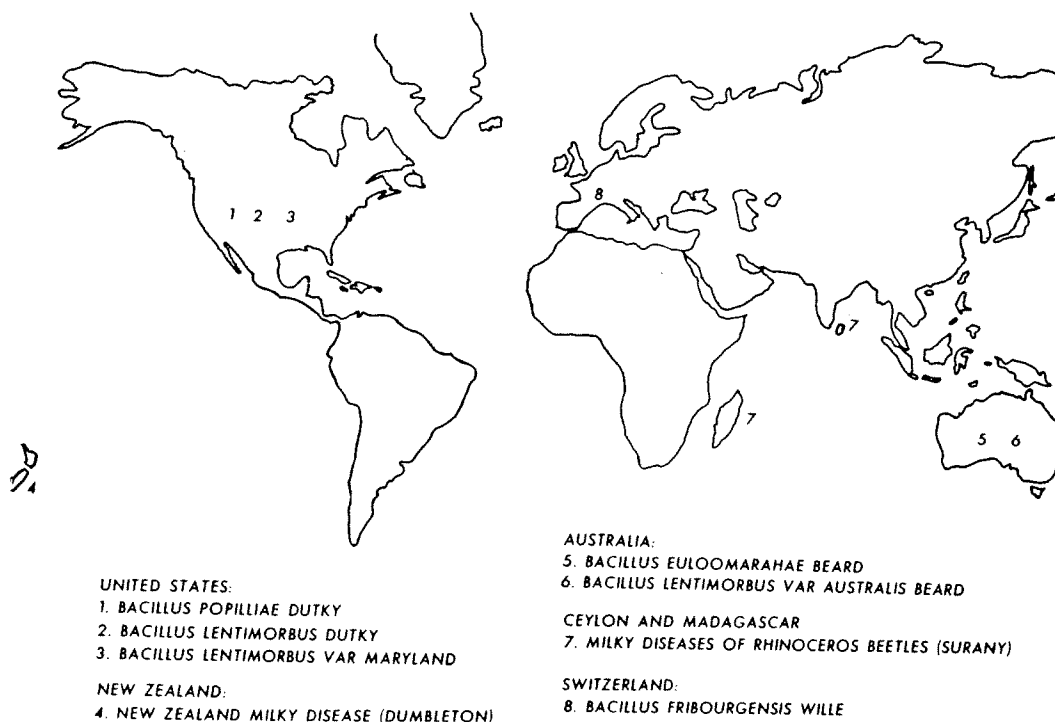 1 2 3
8
7
7
5 6
4
UNITED STATES:
1. BACILLUS POPILLIAE DUTKY
2. BACILLUS LENTIMORBUS DUTKY
3. BACILLUS LENTIMORBUS VAR MARYLAND
NEW ZEALAND:
4. NEW ZEALAND MILKY DISEASE (DUMBLETON)
AUSTRALIA:
5. BACILLUS EULOOMARAHAE BEARD
6. BACILLUS LENTIMORBUS VAR AUSTRALIS BEARD
CEYLON AND MADAGASCAR
7. MILKY DISEASES OF RHINOCEROS BEETLES (SURANY)
SWITZERLAND:
8. BACILLUS FRIBOURGENSIS WILLE